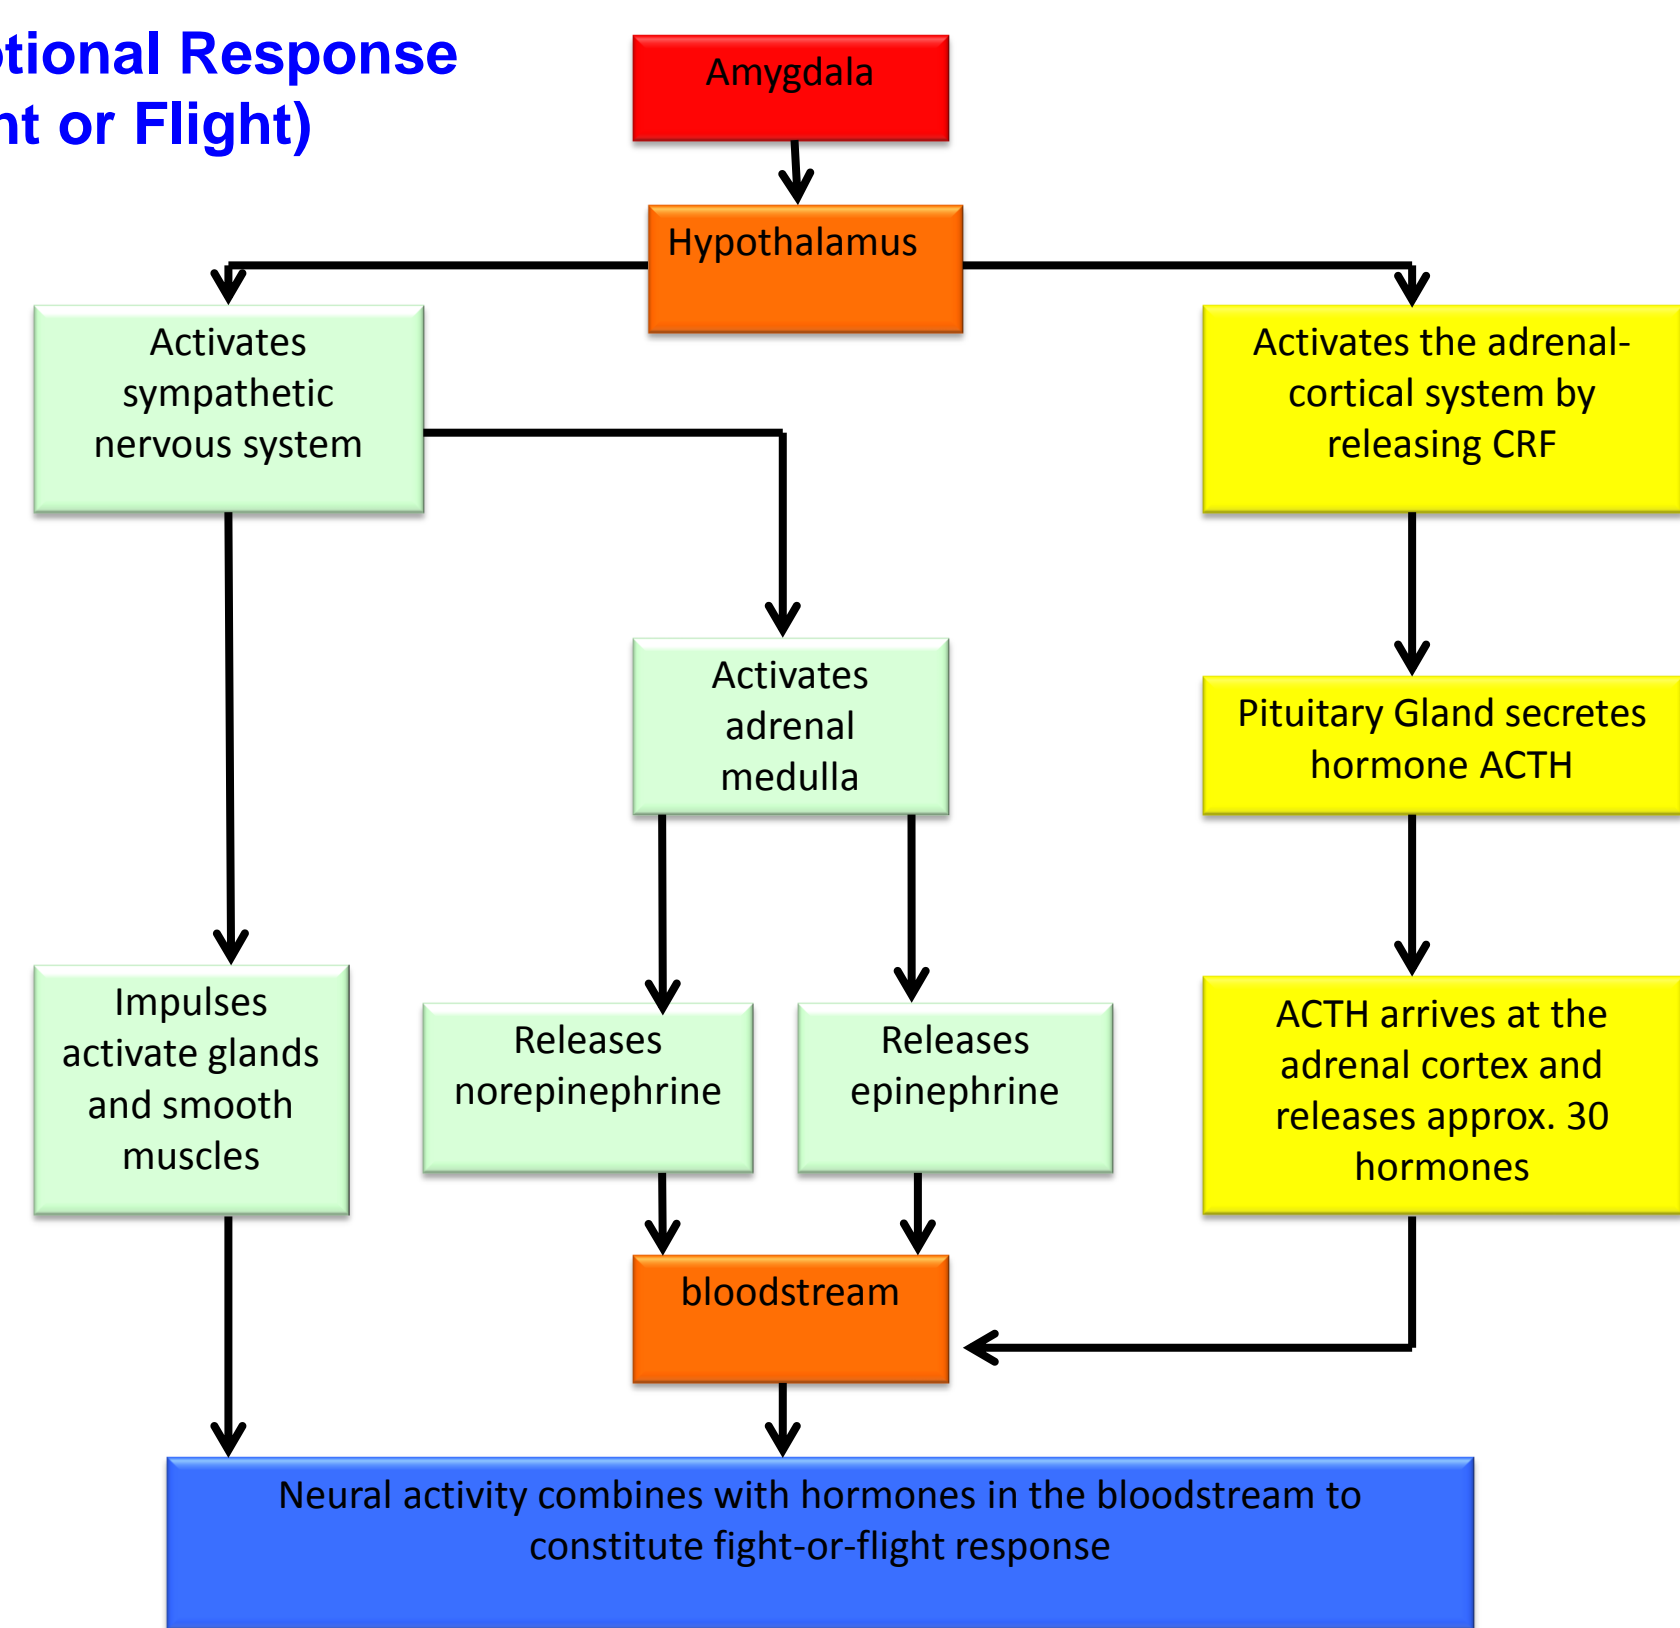 otional Response
nt or Flight)
Amygdala
Hypothalamus
Activates
sympathetic
nervous system
Activates the adrenal-
cortical system by
releasing CRF
Activates
adrenal
medulla
Pituitary Gland secretes
hormone ACTH
Impulses
activate glands
and smooth
muscles
Releases
norepinephrine
Releases
epinephrine
ACTH arrives at the
adrenal cortex and
releases approx. 30
hormones
bloodstream
Neural activity combines with hormones in the bloodstream to
constitute fight-or-flight response